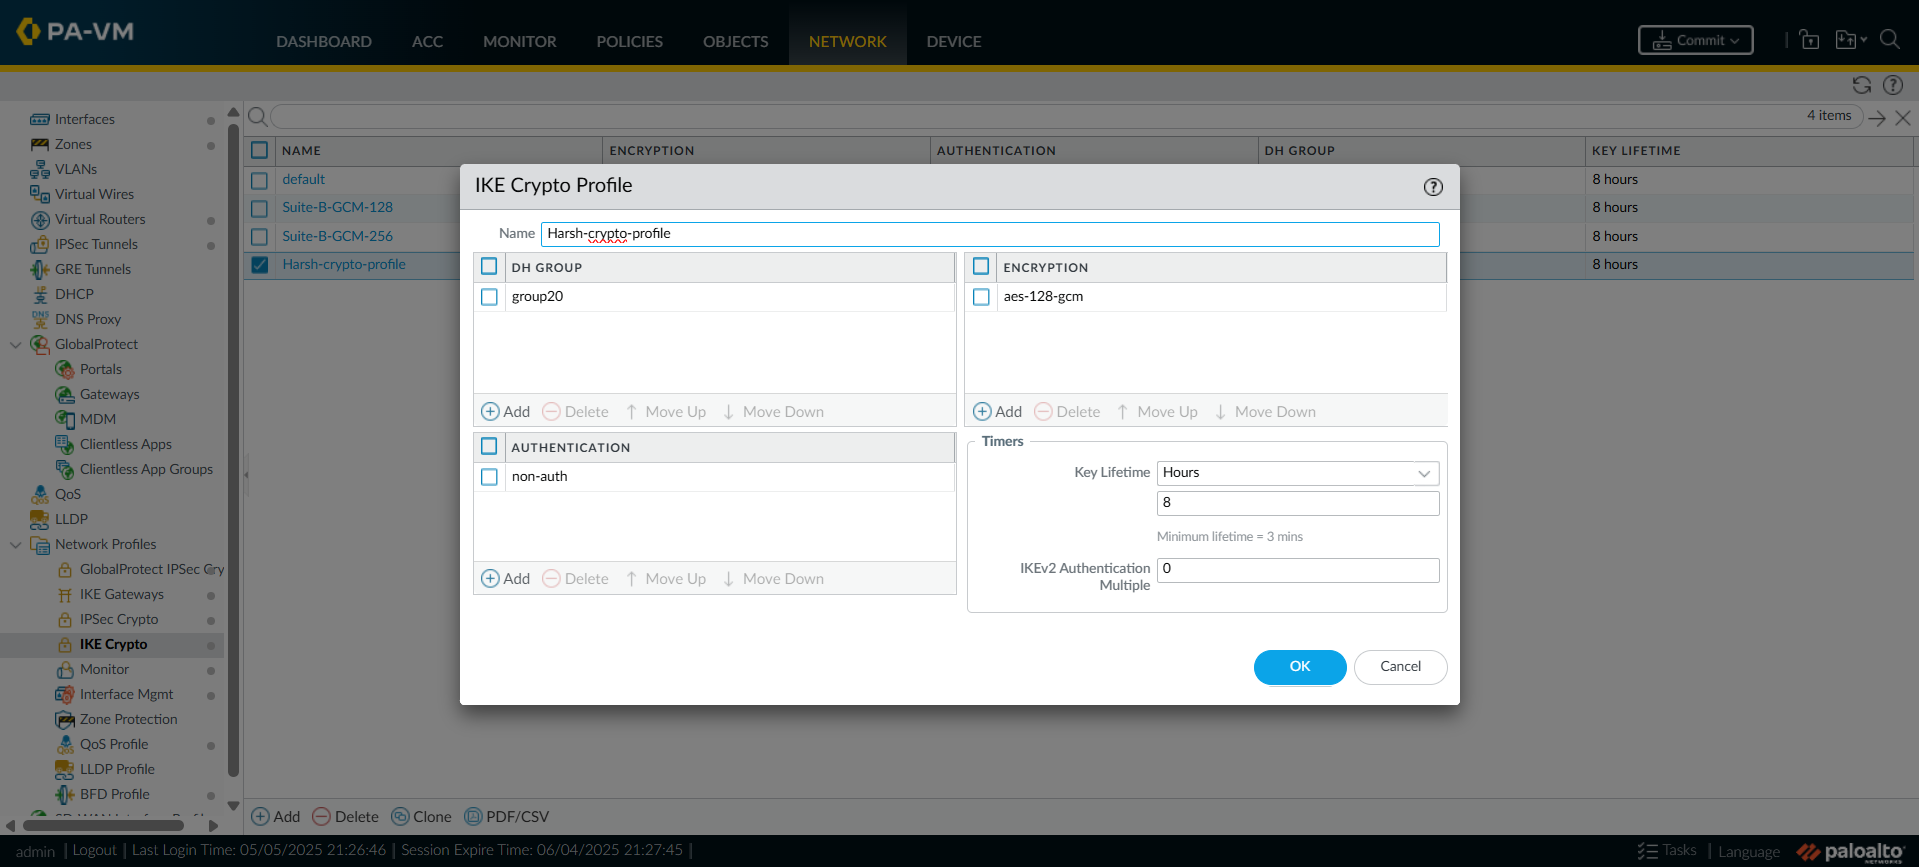 PA-VM
DASHBOARD ACC MONITOR POLICIES OBJECTS NETWORK DEVICE
Commit
4 items
Interfaces
Zones
VLANs
Virtual Wires
Virtual Routers
IPSec Tunnels
GRE Tunnels
DHCP
DNS Proxy
GlobalProtect
Portals
Gateways
MDM
Clientless Apps
Clientless App Groups
QoS
LLDP
Network Profiles
GlobalProtect IPSec Cry
IKE Gateways
IPSec Crypto
IKE Crypto
Monitor
Interface Mgmt
Zone Protection
QoS Profile
LLDP Profile
BFD Profile
NAME ENCRYPTION AUTHENTICATION DH GROUP KEY LIFETIME
default 8 hours
Suite-B-GCM-128 8 hours
Suite-B-GCM-256 8 hours
Harsh-crypto-profile 8 hours
IKE Crypto Profile
Name Harsh-crypto-profile
DH GROUP
group20
Add Delete Move Up Move Down
ENCRYPTION
aes-128-gcm
Add Delete Move Up Move Down
AUTHENTICATION
non-auth
Add Delete Move Up Move Down
Timers
Key Lifetime Hours
8
Minimum lifetime = 3 mins
IKEv2 Authentication
Multiple
0
OK Cancel
Add Delete Clone PDF/CSV
admin | Logout | Last Login Time: 05/05/2025 21:26:46 | Session Expire Time: 06/04/2025 21:27:45 |
Tasks | Language paloalto
NETWORKS